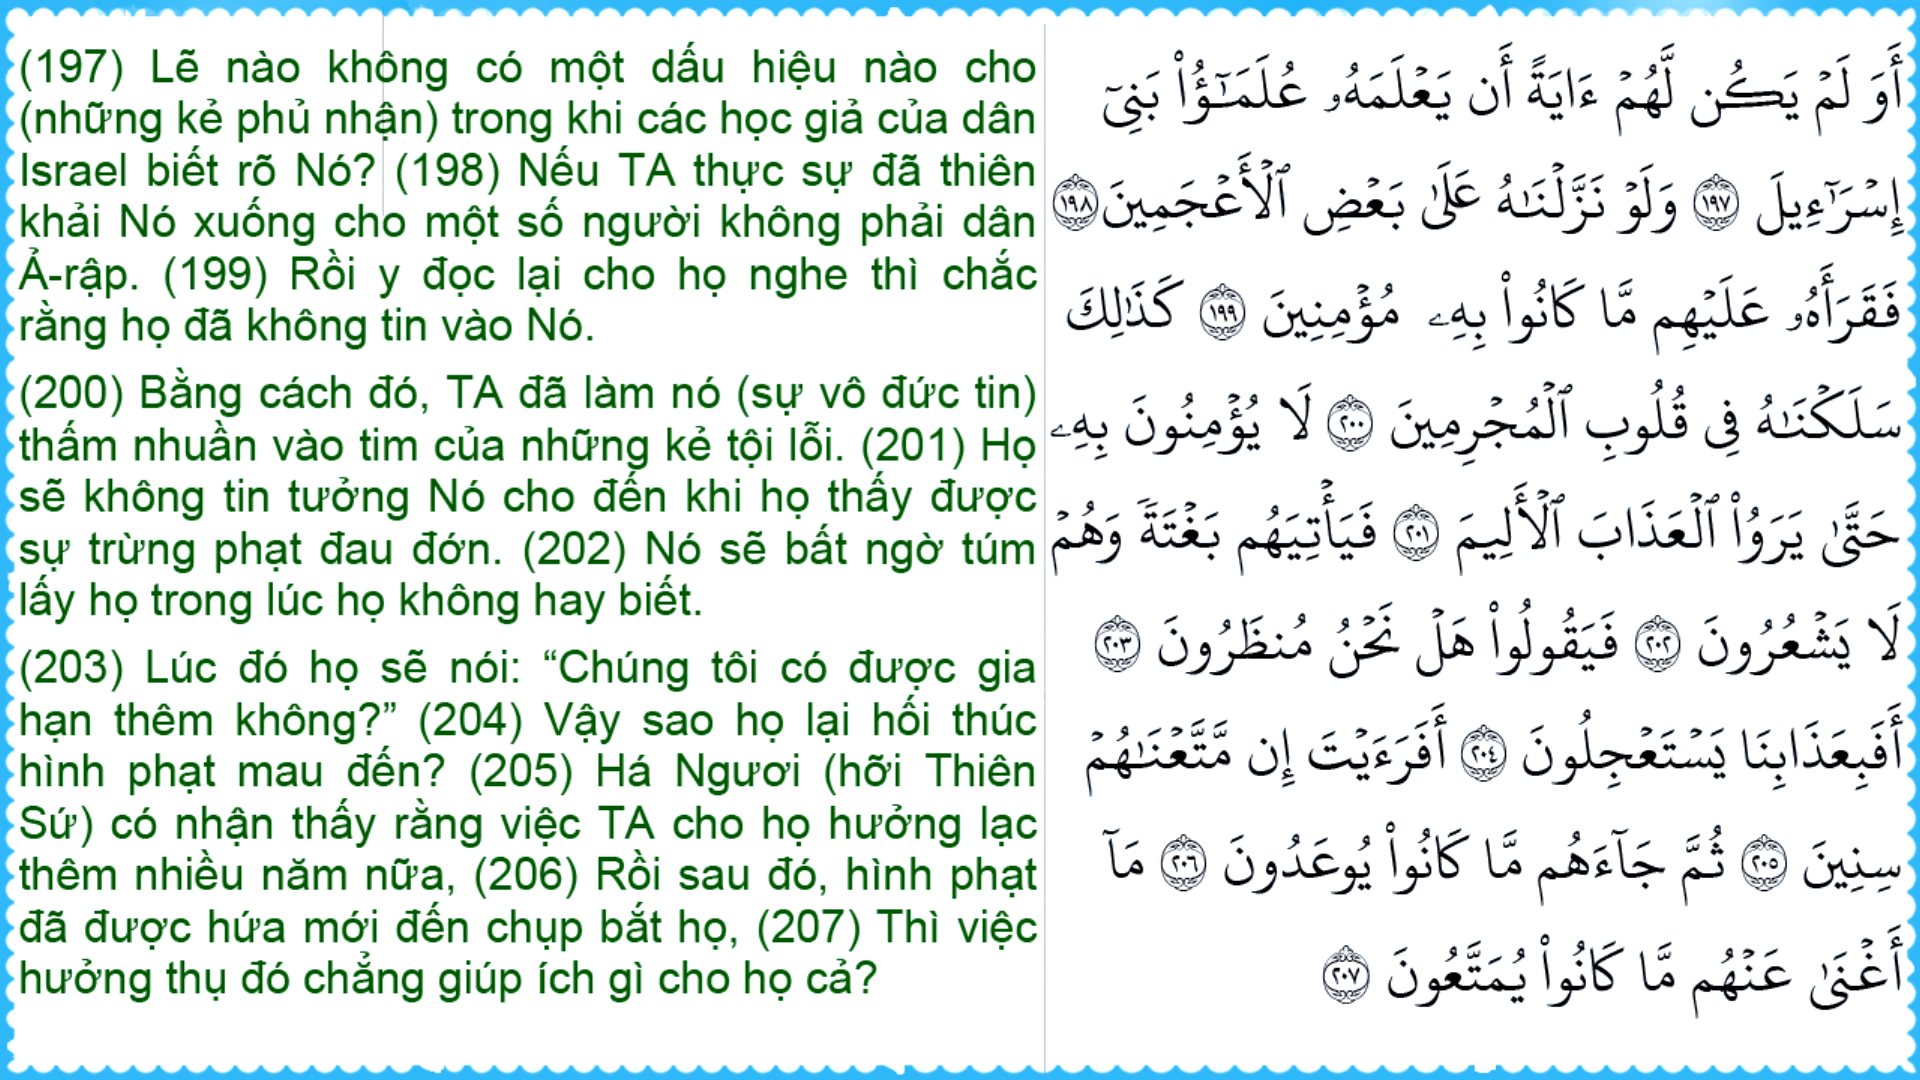 (197) Lẽ nào không có một dấu hiệu nào cho
(những kẻ phủ nhận) trong khi các học giả của dân
Israel biết rõ Nó? (198) Nếu TA thực sự đã thiên
khải Nó xuống cho một số người không phải dân
Ả-rập. (199) Rồi y đọc lại cho họ nghe thì chắc
rằng họ đã không tin vào Nó.
(200) Bằng cách đó, TA đã làm nó (sự vô đức tin)
thấm nhuần vào tim của những kẻ tội lỗi. (201) Họ
sẽ không tin tưởng Nó cho đến khi họ thấy được
sự trừng phạt đau đớn. (202) Nó sẽ bất ngờ túm
lấy họ trong lúc họ không hay biết.
(203) Lúc đó họ sẽ nói: “Chúng tôi có được gia
hạn thêm không?” (204) Vậy sao họ lại hối thúc
hình phạt mau đến? (205) Há Ngươi (hỡi Thiên
Sứ) có nhận thấy rằng việc TA cho họ hưởng lạc
thêm nhiều năm nữa, (206) Rồi sau đó, hình phạt
đã được hứa mới đến chụp bắt họ, (207) Thì việc
hưởng thụ đó chẳng giúp ích gì cho họ cả?
أَوَ لَمۡ يَكُن لَّهُمۡ ءَايَةً أَن يَعۡلَمَهُۥ عُلَمَـٰٓؤُاْ بَنِيٓ
إِسۡرَـٰٓءِيلَ ١٩٧ وَلَوۡ نَزَّلۡنَـٰهُ عَلَىٰ بَعۡضِ ٱلۡأَعۡجَمِينَ ١٩٨
فَقَرَأَهُۥ عَلَيۡهِم مَّا كَانُواْ بِهِۦ مُؤۡمِنِينَ ١٩٩ كَذَٰلِكَ
سَلَكۡنَـٰهُ فِي قُلُوبِ ٱلۡمُجۡرِمِينَ ٢٠٠ لَا يُؤۡمِنُونَ بِهِۦ
حَتَّىٰ يَرَوُاْ ٱلۡعَذَابَ ٱلۡأَلِيمَ ٢٠١ فَيَأۡتِيَهُم بَغۡتَةٗ وَهُمۡ
لَا يَشۡعُرُونَ ٢٠٢ فَيَقُولُواْ هَلۡ نَحۡنُ مُنظَرُونَ ٢٠٣
أَفَبِعَذَابِنَا يَسۡتَعۡجِلُونَ ٢٠٤ أَفَرَءَيۡتَ إِن مَّتَّعۡنَـٰهُمۡ
سِنِينَ ٢٠٥ ثُمَّ جَآءَهُم مَّا كَانُواْ يُوعَدُونَ ٢٠٦ مَآ
أَغۡنَىٰ عَنۡهُم مَّا كَانُواْ يُمَتَّعُونَ ٢٠٧